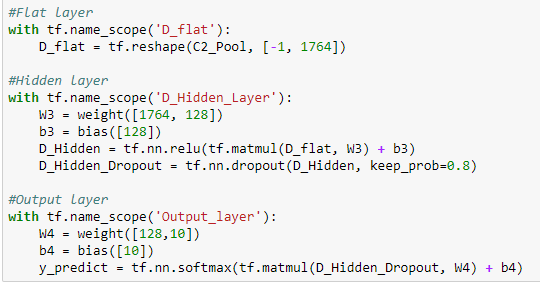 #Flat layer
with tf.name_scope('D_flat'):
    D_flat = tf.reshape(C2_Pool, [-1, 1764])

#Hidden layer
with tf.name_scope('D_Hidden_Layer'):
    W3 = weight([1764, 128])
    b3 = bias([128])
    D_Hidden = tf.nn.relu(tf.matmul(D_flat, W3) + b3)
    D_Hidden_Dropout = tf.nn.dropout(D_Hidden, keep_prob=0.8)

#Output layer
with tf.name_scope('Output_layer'):
    W4 = weight([128,10])
    b4 = bias([10])
    y_predict = tf.nn.softmax(tf.matmul(D_Hidden_Dropout, W4) + b4)